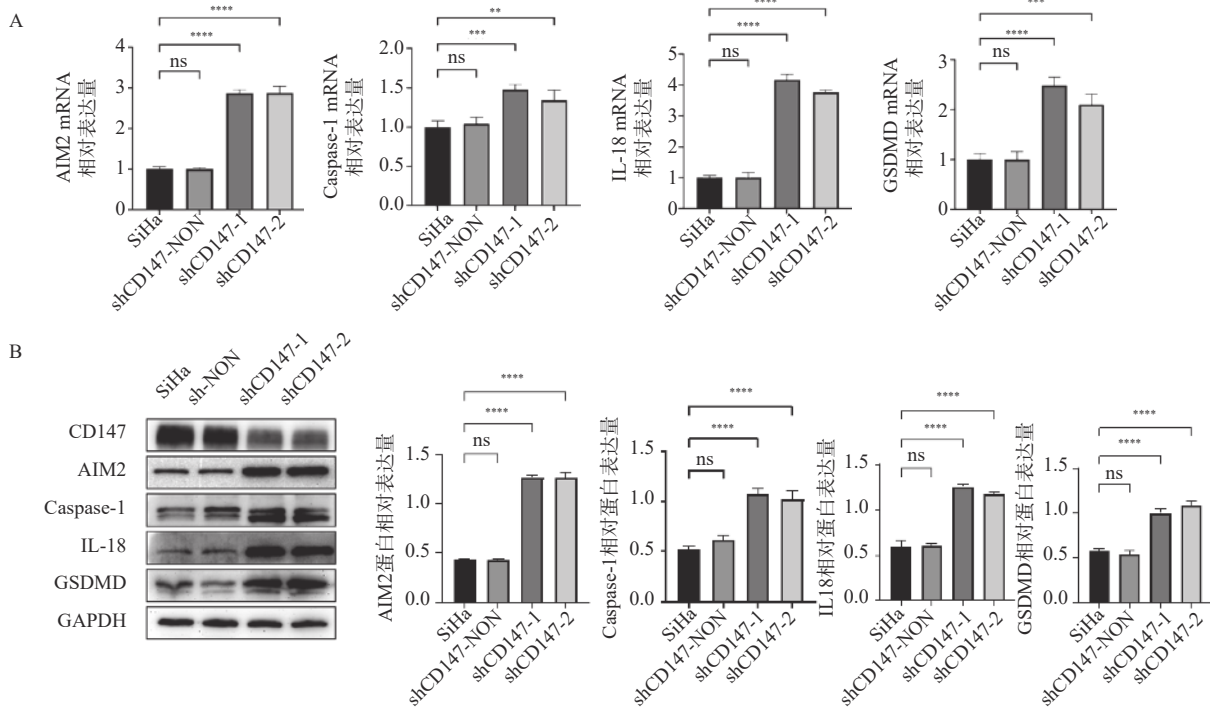 A
AIM2 mRNA
相对表达量
4
3
2
1
0
ns
****
****
SiHa
shCD147-NON
shCD147-1
shCD147-2
Caspase-1 mRNA
相对表达量
2.0
1.5
1.0
0.5
0.0
ns
***
**
SiHa
shCD147-NON
shCD147-1
shCD147-2
IL-18 mRNA
相对表达量
6
4
2
0
ns
****
****
SiHa
shCD147-NON
shCD147-1
shCD147-2
GSDMD mRNA
相对表达量
3
2
1
0
ns
****
***
SiHa
shCD147-NON
shCD147-1
shCD147-2
B
SiHa
sh-NON
shCD147-1
shCD147-2
CD147
AIM2
Caspase-1
IL-18
GSDMD
GAPDH
AIM2蛋白相对表达量
1.5
1.0
0.5
0.0
ns
****
****
SiHa
shCD147-NON
shCD147-1
shCD147-2
Caspase-1相对蛋白表达量
1.5
1.0
0.5
0.0
ns
****
****
SiHa
shCD147-NON
shCD147-1
shCD147-2
IL18相对蛋白表达量
1.5
1.0
0.5
0.0
ns
****
****
SiHa
shCD147-NON
shCD147-1
shCD147-2
GSDMD相对蛋白表达量
1.5
1.0
0.5
0.0
ns
****
****
SiHa
shCD147-NON
shCD147-1
shCD147-2